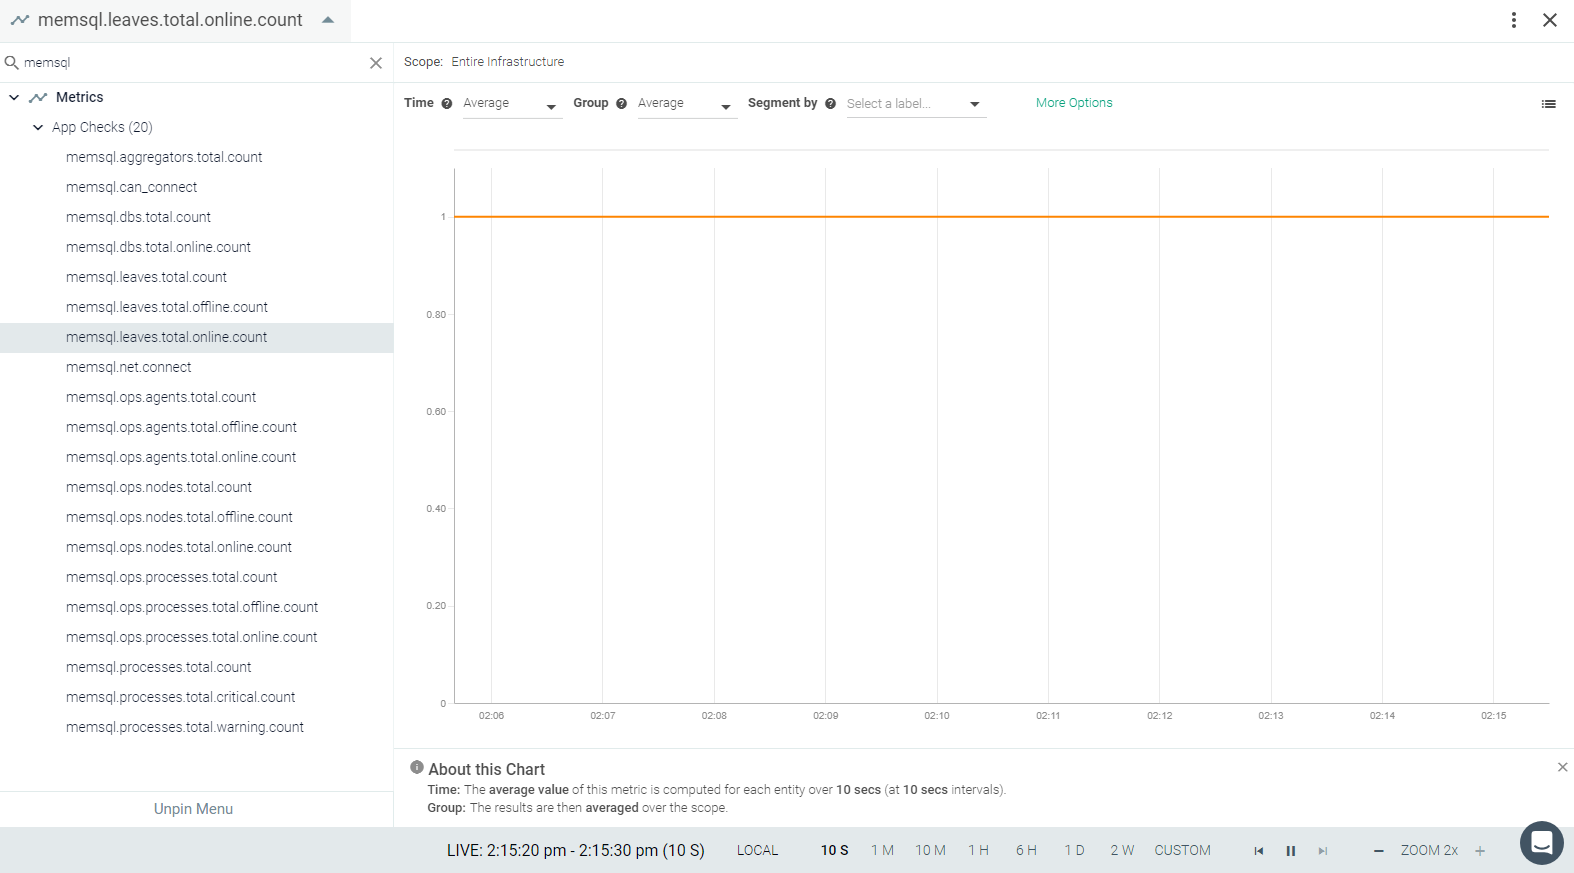 memsql.leaves.total.online.count
memsql
Scope: Entire Infrastructure
Metrics
Time Average Group Average Segment by Select a label... More Options
App Checks (20)
memsql.aggregators.total.count
memsql.can_connect
memsql.dbs.total.count
memsql.dbs.total.online.count
memsql.leaves.total.count
memsql.leaves.total.offline.count
memsql.leaves.total.online.count
memsql.net.connect
memsql.ops.agents.total.count
memsql.ops.agents.total.offline.count
memsql.ops.agents.total.online.count
memsql.ops.nodes.total.count
memsql.ops.nodes.total.offline.count
memsql.ops.nodes.total.online.count
memsql.ops.processes.total.count
memsql.ops.processes.total.offline.count
memsql.ops.processes.total.online.count
memsql.processes.total.count
memsql.processes.total.critical.count
memsql.processes.total.warning.count
Unpin Menu
1
0.80
0.60
0.40
0.20
0
02:06 02:07 02:08 02:09 02:10 02:11 02:12 02:13 02:14 02:15
About this Chart
Time: The average value of this metric is computed for each entity over 10 secs (at 10 secs intervals).
Group: The results are then averaged over the scope.
LIVE: 2:15:20 pm - 2:15:30 pm (10 S) LOCAL 10 S 1 M 10 M 1 H 6 H 1 D 2 W CUSTOM ZOOM 2x